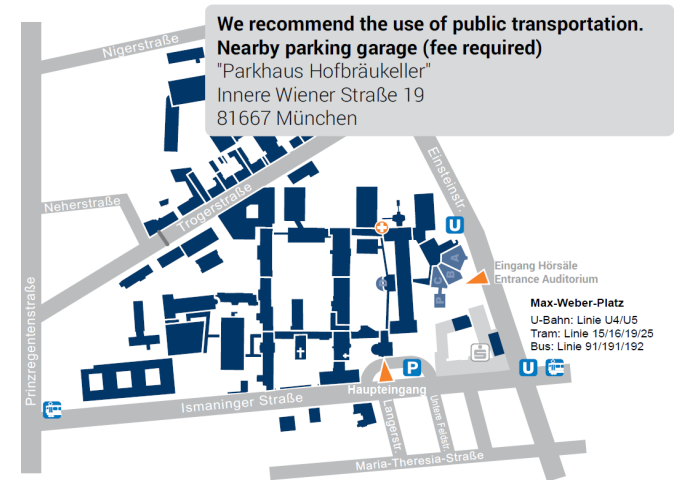 We recommend the use of public transportation.
Nearby parking garage (fee required)
"Parkhaus Hofbräukeller"
Innere Wiener Straße 19
81667 München
Nigerstraße
Einsteinstr.
Neherstraße
Trogerstraße
U
A
B
C
D
P
Eingang Hörsäle
Entrance Auditorium
Max-Weber-Platz
U-Bahn: Linie U4/U5
Tram: Linie 15/16/19/25
Bus: Linie 91/191/192
Prinzregentenstraße
S
P
U
Haupteingang
Ismaninger Straße
Langerstr.
Untere Feldstr.
Maria-Theresia-Straße